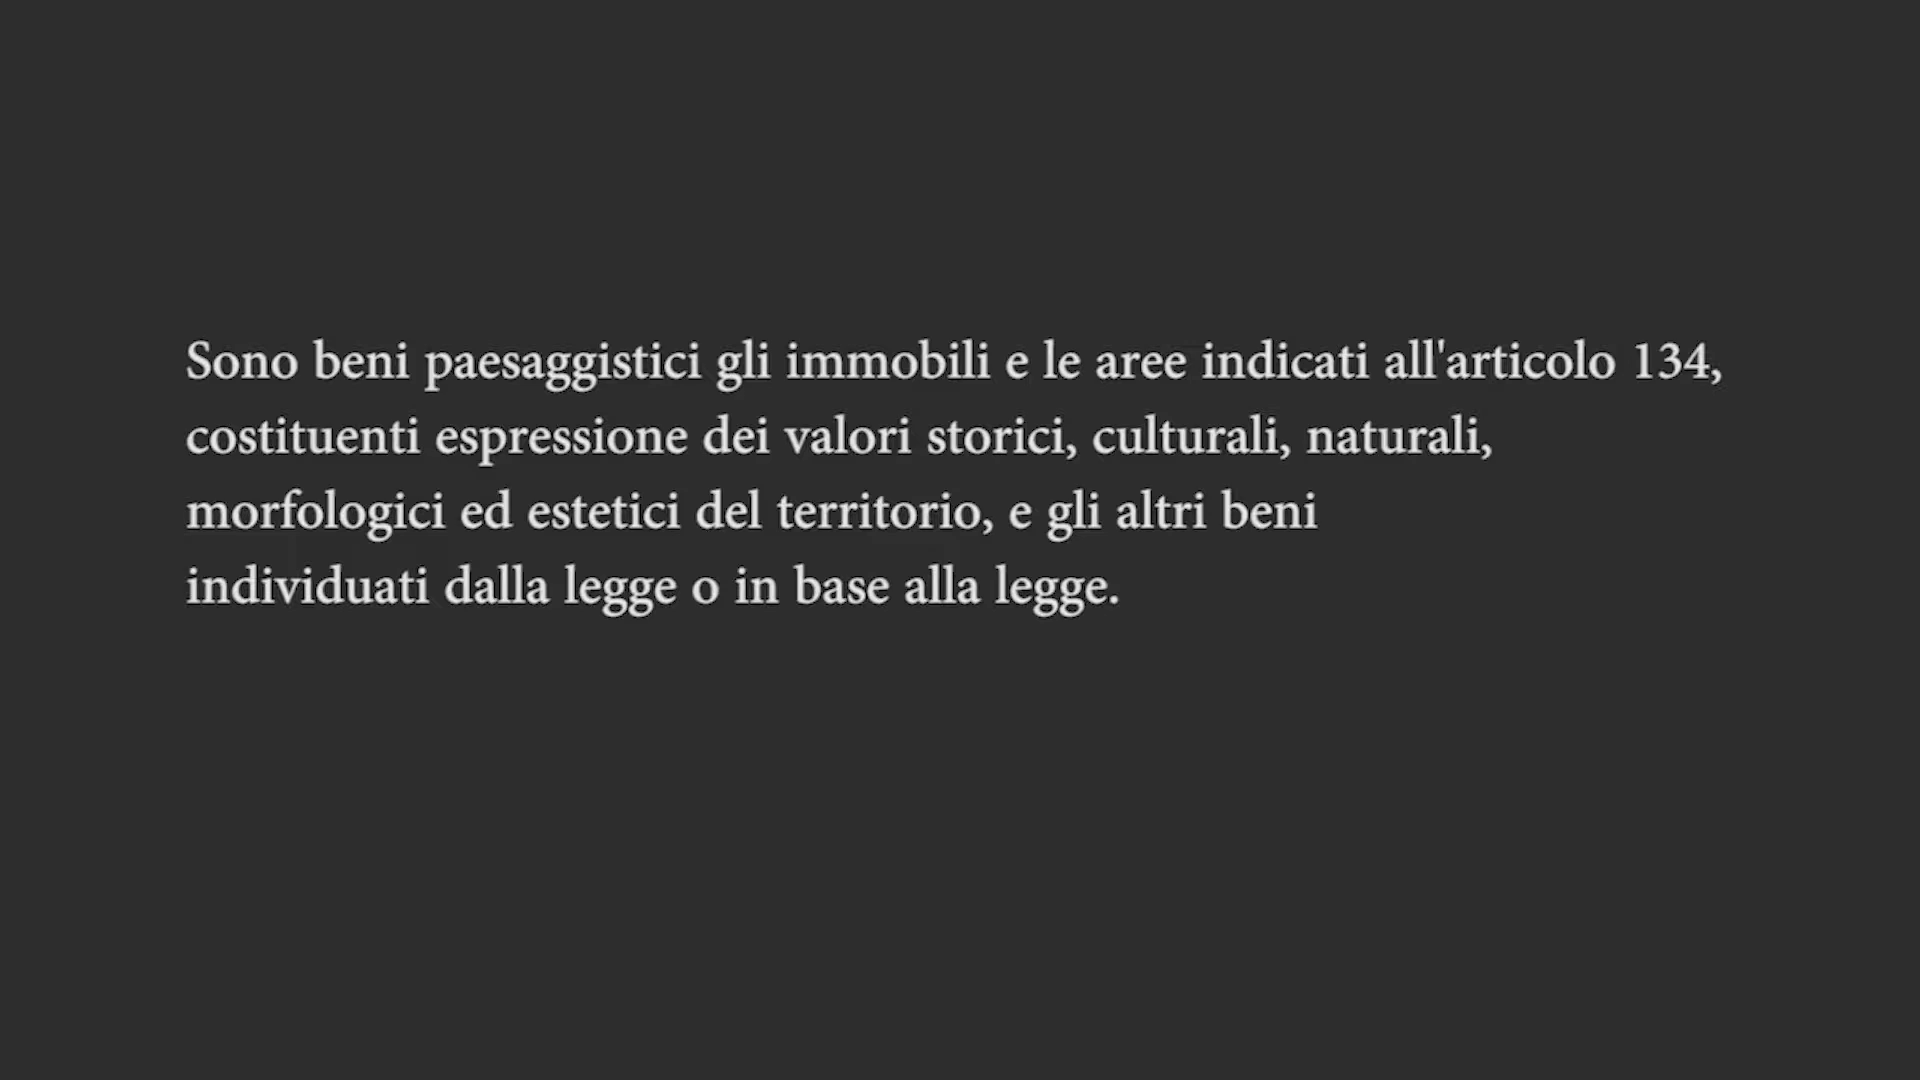 Sono beni paesaggistici gli immobili e le aree indicati all'articolo 134,
costituenti espressione dei valori storici, culturali, naturali,
morfologici ed estetici del territorio, e gli altri beni
individuati dalla legge o in base alla legge.